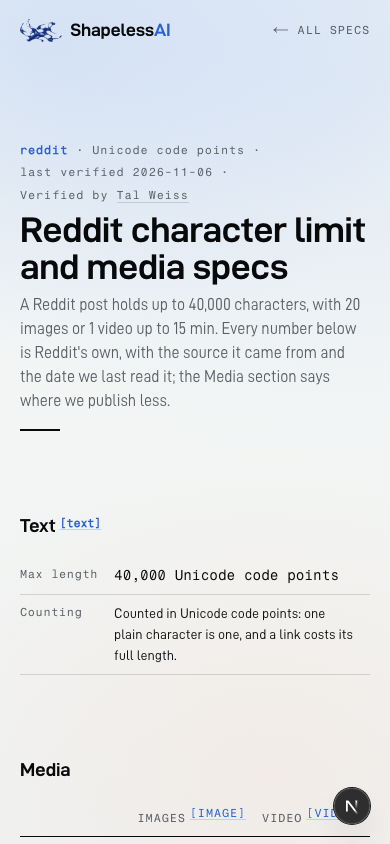 ShapelessAI
← ALL SPECS
reddit · Unicode code points ·
last verified 2026-11-06 ·
Verified by Tal Weiss
Reddit character limit
and media specs
A Reddit post holds up to 40,000 characters, with 20
images or 1 video up to 15 min. Every number below
is Reddit's own, with the source it came from and
the date we last read it; the Media section says
where we publish less.
Text [text]
Max length 40,000 Unicode code points
Counting Counted in Unicode code points: one
plain character is one, and a link costs its
full length.
Media
IMAGES [IMAGE] VIDEO
N